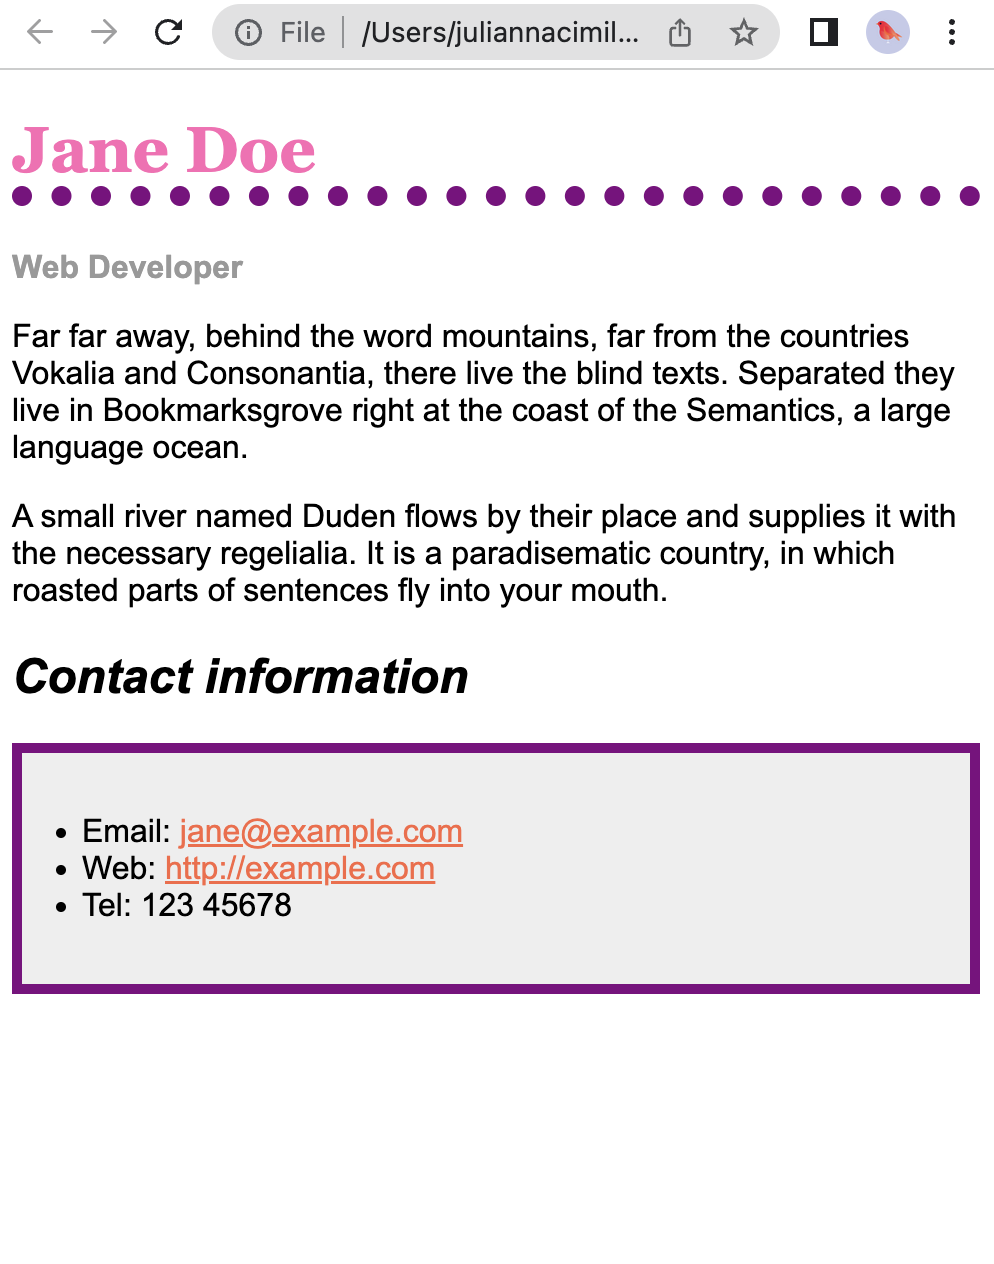 File /Users/juliannacimil...
Jane Doe
Web Developer
Far far away, behind the word mountains, far from the countries
Vokalia and Consonantia, there live the blind texts. Separated they
live in Bookmarksgrove right at the coast of the Semantics, a large
language ocean.
A small river named Duden flows by their place and supplies it with
the necessary regelialia. It is a paradisematic country, in which
roasted parts of sentences fly into your mouth.
Contact information
• Email: jane@example.com
• Web: http://example.com
• Tel: 123 45678